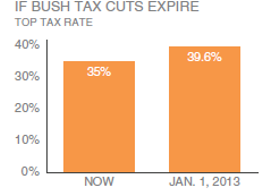 IF BUSH TAX CUTS EXPIRE
TOP TAX RATE
40%
39.6%
35%
30%
20%
10%
0%
NOW JAN. 1, 2013